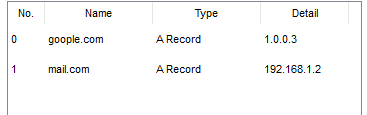 No. Name Type Detail
0 goople.com A Record 1.0.0.3
1 mail.com A Record 192.168.1.2